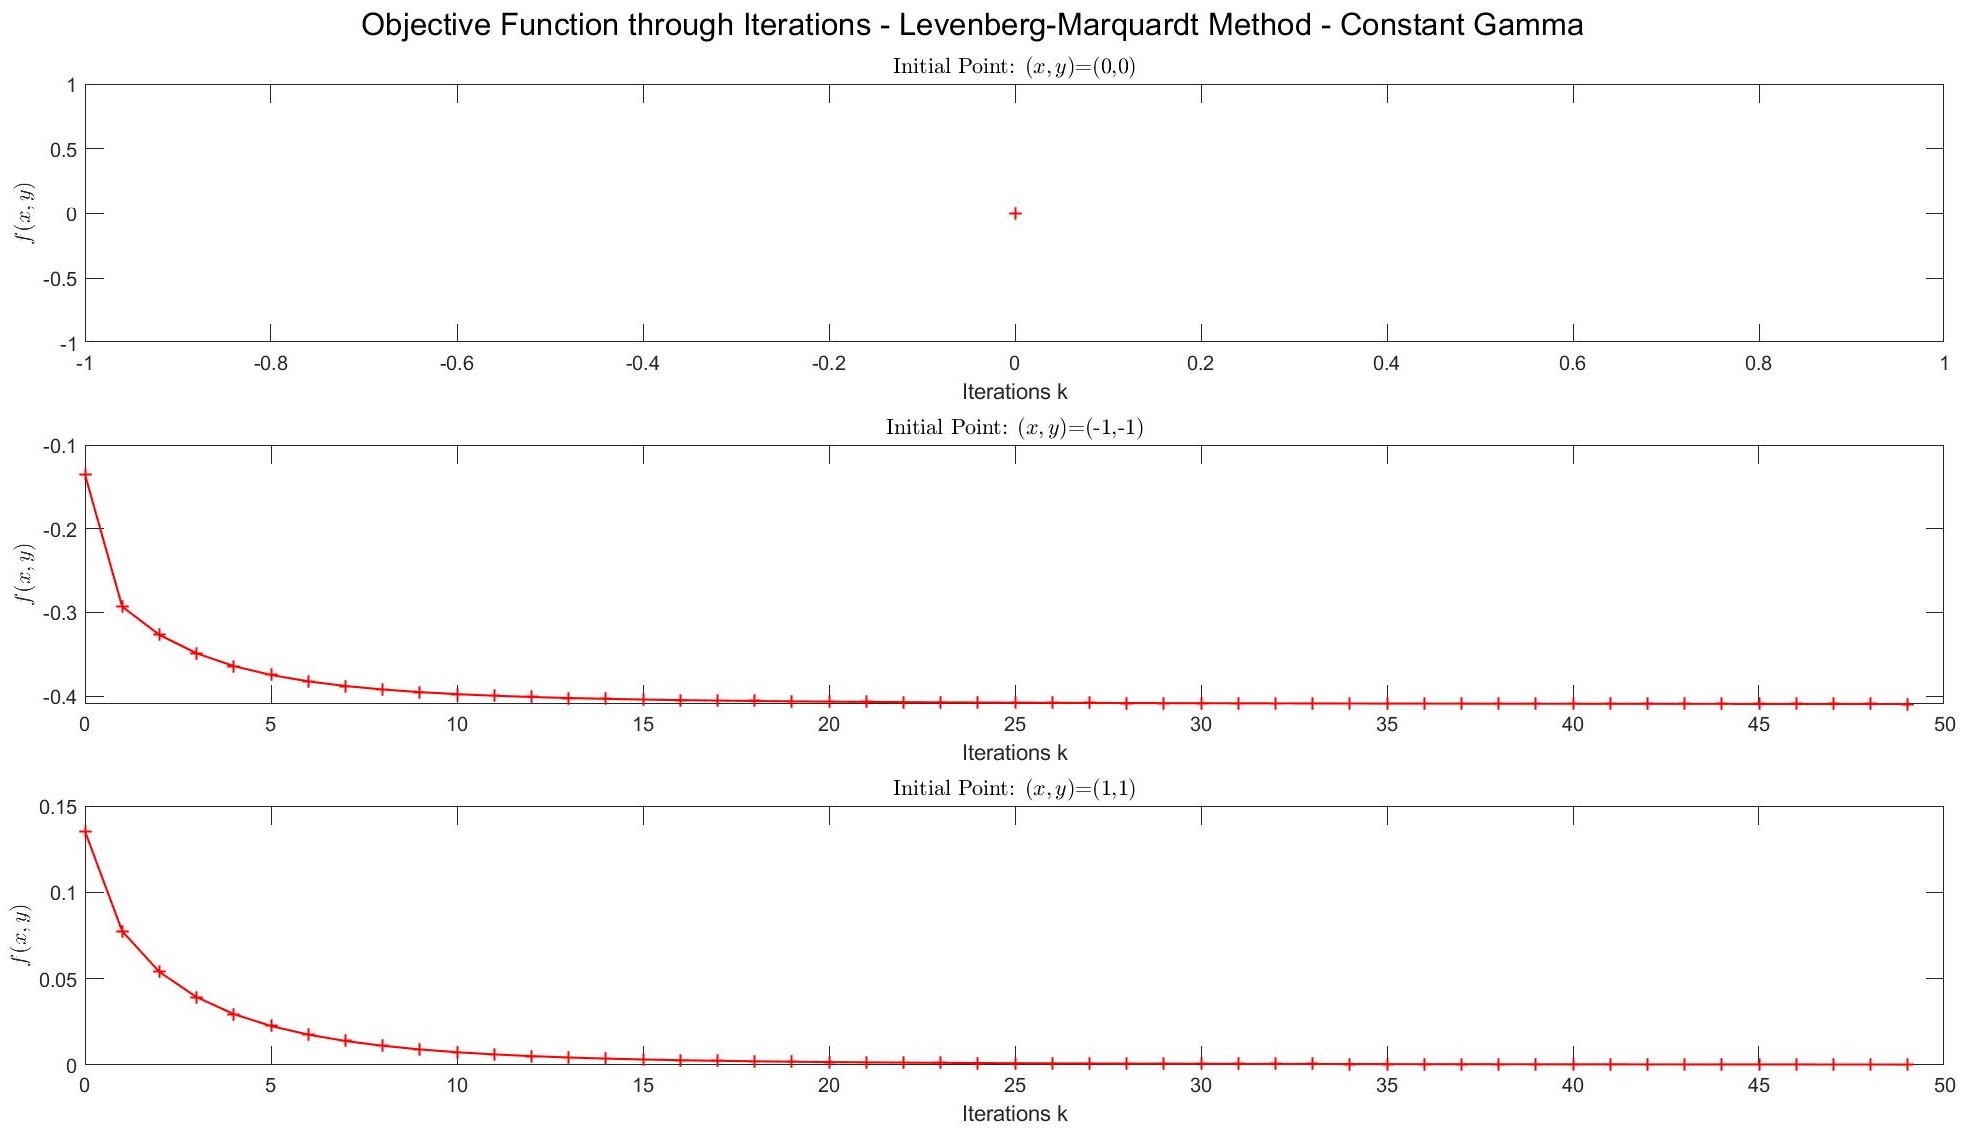 Objective Function through Iterations - Levenberg-Marquardt Method - Constant Gamma
Initial Point: (x, y)=(0,0)
1
0.5
0
-0.5
-1
f(x, y)
-1 -0.8 -0.6 -0.4 -0.2 0 0.2 0.4 0.6 0.8 1
Iterations k
Initial Point: (x, y)=(-1,-1)
-0.1
-0.2
-0.3
-0.4
f(x, y)
0 5 10 15 20 25 30 35 40 45 50
Iterations k
Initial Point: (x, y)=(1,1)
0.15
0.1
0.05
0
f(x, y)
0 5 10 15 20 25 30 35 40 45 50
Iterations k